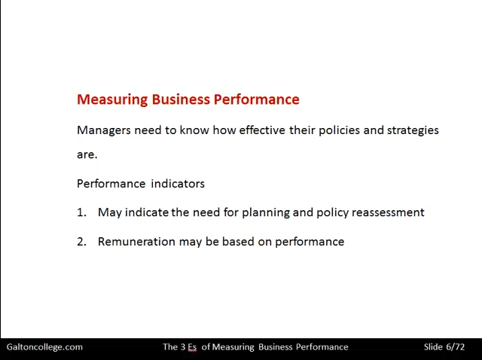 Measuring Business Performance
Managers need to know how effective their policies and strategies
are.
Performance indicators
1. May indicate the need for planning and policy reassessment
2. Remuneration may be based on performance
Galtoncollege.com The 3 Es of Measuring Business Performance Slide 6/72